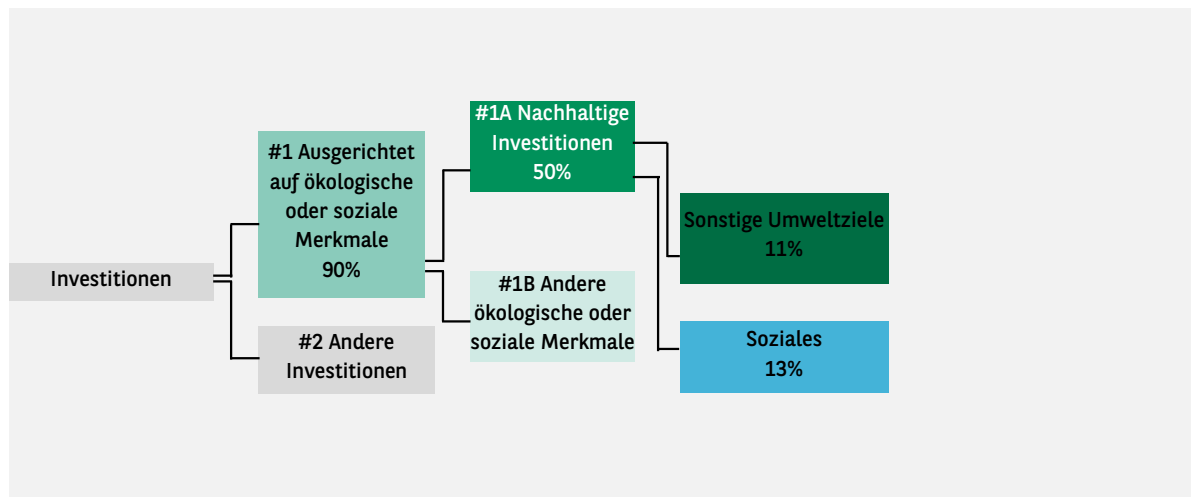 Investitionen
#1 Ausgerichtet
auf ökologische
oder soziale
Merkmale
90%
#2 Andere
Investitionen
#1A Nachhaltige
Investitionen
50%
#1B Andere
ökologische oder
soziale Merkmale
Sonstige Umweltziele
11%
Soziales
13%